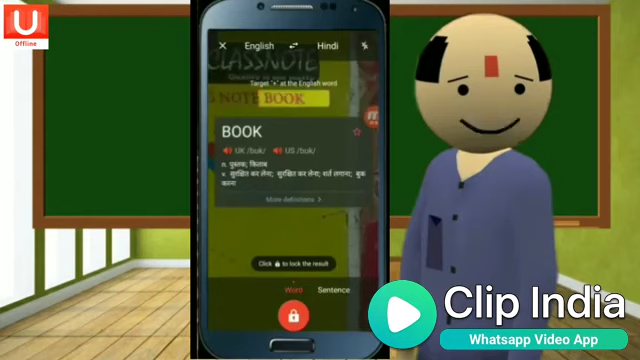 U
Offline
English
Hindi
CLASSNOTE
Target "+" at the English word
S NOTE BOOK
BOOK
UK /buk/
US /buk/
n. पुस्तक; किताब
v. सुरक्षित कर लेना; सुरक्षित कर लेना; शर्त लगाना; बुक
करना
More definitions >
Click to lock the result
Word
Sentence
Clip India
Whatsapp Video App